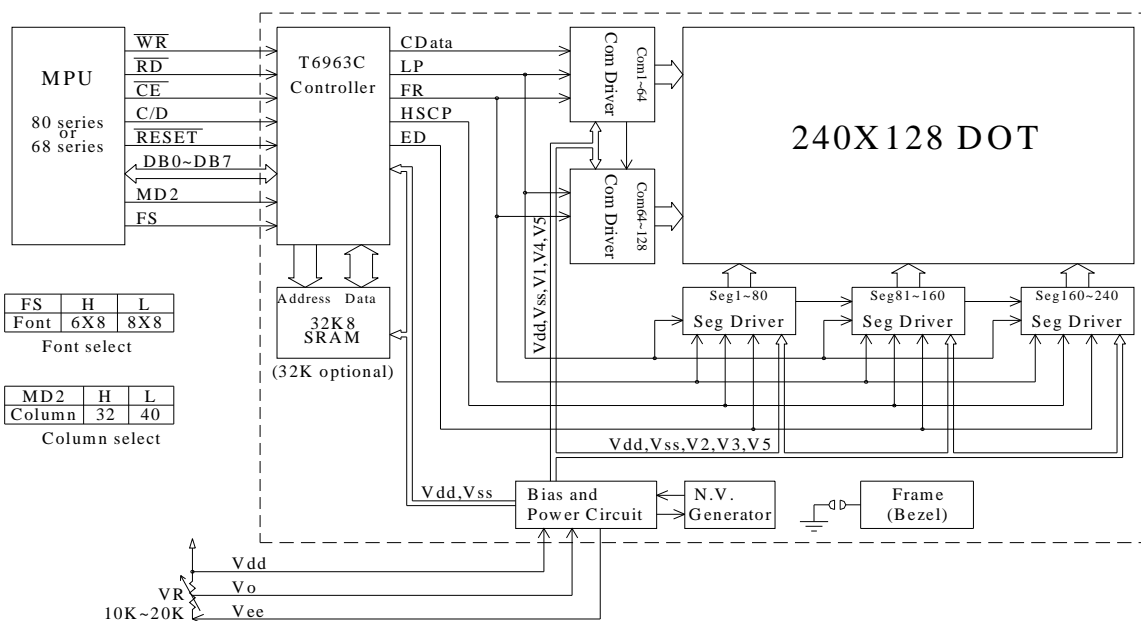 MPU
80 series
or
68 series
WR
RD
CE
C/D
RESET
DB0~DB7
MD2
FS
T6963C
Controller
CData
LP
FR
HSCP
ED
Com Driver
Com1~64
Com Driver
Com64~128
240X128 DOT
Vdd,Vss,V1,V4,V5
Address Data
32K8
SRAM
(32K optional)
Seg1~80
Seg Driver
Seg81~160
Seg Driver
Seg160~240
Seg Driver
FS H L
Font 6X8 8X8
Font select
MD2 H L
Column 32 40
Column select
Vdd,Vss,V2,V3,V5
Vdd,Vss
Bias and
Power Circuit
N.V.
Generator
Frame
(Bezel)
Vdd
Vo
Vee
VR
10K~20K